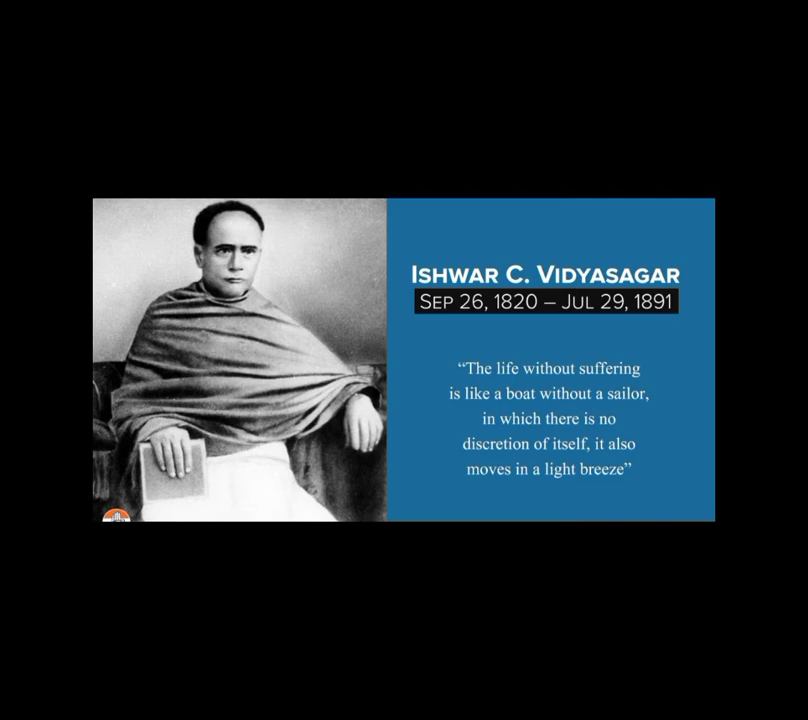 ISHWAR C. VIDYASAGAR
SEP 26, 1820 – JUL 29, 1891
“The life without suffering
is like a boat without a sailor,
in which there is no
discretion of itself, it also
moves in a light breeze”